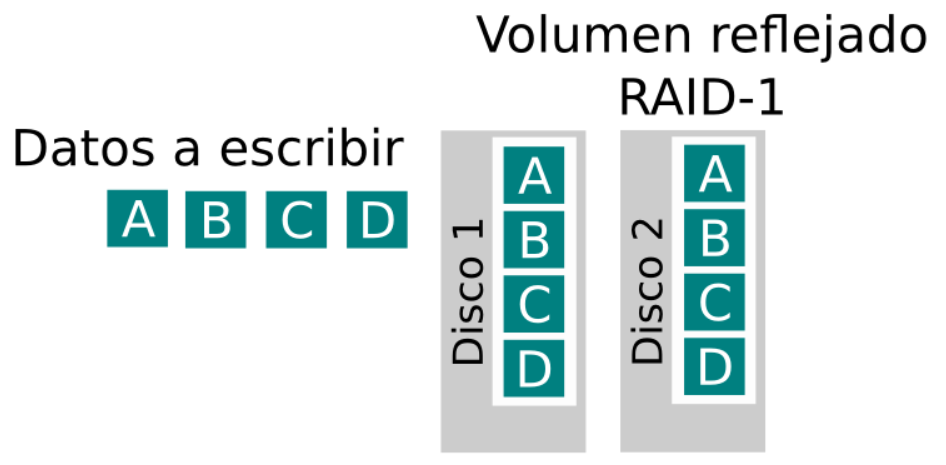 Volumen reflejado
RAID-1
Datos a escribir
A B C D
Disco 1
A
B
C
D
Disco 2
A
B
C
D